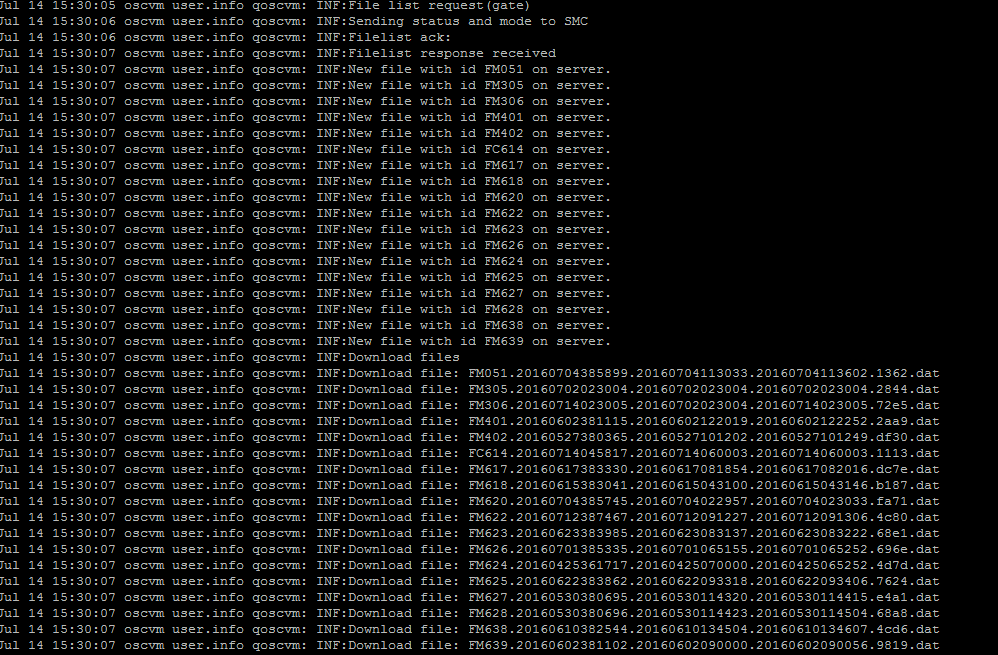 Jul 14 15:30:05 oscvm user.info qoscvm: INF:File list request(gate)
Jul 14 15:30:06 oscvm user.info qoscvm: INF:Sending status and mode to SMC
Jul 14 15:30:06 oscvm user.info qoscvm: INF:Filelist ack:
Jul 14 15:30:07 oscvm user.info qoscvm: INF:Filelist response received
Jul 14 15:30:07 oscvm user.info qoscvm: INF:New file with id FM051 on server.
Jul 14 15:30:07 oscvm user.info qoscvm: INF:New file with id FM305 on server.
Jul 14 15:30:07 oscvm user.info qoscvm: INF:New file with id FM306 on server.
Jul 14 15:30:07 oscvm user.info qoscvm: INF:New file with id FM401 on server.
Jul 14 15:30:07 oscvm user.info qoscvm: INF:New file with id FM402 on server.
Jul 14 15:30:07 oscvm user.info qoscvm: INF:New file with id FC614 on server.
Jul 14 15:30:07 oscvm user.info qoscvm: INF:New file with id FM617 on server.
Jul 14 15:30:07 oscvm user.info qoscvm: INF:New file with id FM618 on server.
Jul 14 15:30:07 oscvm user.info qoscvm: INF:New file with id FM620 on server.
Jul 14 15:30:07 oscvm user.info qoscvm: INF:New file with id FM622 on server.
Jul 14 15:30:07 oscvm user.info qoscvm: INF:New file with id FM623 on server.
Jul 14 15:30:07 oscvm user.info qoscvm: INF:New file with id FM626 on server.
Jul 14 15:30:07 oscvm user.info qoscvm: INF:New file with id FM624 on server.
Jul 14 15:30:07 oscvm user.info qoscvm: INF:New file with id FM625 on server.
Jul 14 15:30:07 oscvm user.info qoscvm: INF:New file with id FM627 on server.
Jul 14 15:30:07 oscvm user.info qoscvm: INF:New file with id FM628 on server.
Jul 14 15:30:07 oscvm user.info qoscvm: INF:New file with id FM638 on server.
Jul 14 15:30:07 oscvm user.info qoscvm: INF:New file with id FM639 on server.
Jul 14 15:30:07 oscvm user.info qoscvm: INF:Download files
Jul 14 15:30:07 oscvm user.info qoscvm: INF:Download file: FM051.20160704385899.20160704113033.20160704113602.1362.dat
Jul 14 15:30:07 oscvm user.info qoscvm: INF:Download file: FM305.20160702023004.20160702023004.20160702023004.2844.dat
Jul 14 15:30:07 oscvm user.info qoscvm: INF:Download file: FM306.20160714023005.20160702023004.20160714023005.72e5.dat
Jul 14 15:30:07 oscvm user.info qoscvm: INF:Download file: FM401.20160602381115.20160602122019.20160602122252.2aa9.dat
Jul 14 15:30:07 oscvm user.info qoscvm: INF:Download file: FM402.20160527380365.20160527101202.20160527101249.df30.dat
Jul 14 15:30:07 oscvm user.info qoscvm: INF:Download file: FC614.20160714045817.20160714060003.20160714060003.1113.dat
Jul 14 15:30:07 oscvm user.info qoscvm: INF:Download file: FM617.20160617383330.20160617081854.20160617082016.dc7e.dat
Jul 14 15:30:07 oscvm user.info qoscvm: INF:Download file: FM618.20160615383041.20160615043100.20160615043146.b187.dat
Jul 14 15:30:07 oscvm user.info qoscvm: INF:Download file: FM620.20160704385745.20160704022957.20160704023033.fa71.dat
Jul 14 15:30:07 oscvm user.info qoscvm: INF:Download file: FM622.20160712387467.20160712091227.20160712091306.4c80.dat
Jul 14 15:30:07 oscvm user.info qoscvm: INF:Download file: FM623.20160623383985.20160623083137.20160623083222.68e1.dat
Jul 14 15:30:07 oscvm user.info qoscvm: INF:Download file: FM626.20160701385335.20160701065155.20160701065252.696e.dat
Jul 14 15:30:07 oscvm user.info qoscvm: INF:Download file: FM624.20160425361717.20160425070000.20160425065252.4d7d.dat
Jul 14 15:30:07 oscvm user.info qoscvm: INF:Download file: FM625.20160622383862.20160622093318.20160622093406.7624.dat
Jul 14 15:30:07 oscvm user.info qoscvm: INF:Download file: FM627.20160530380695.20160530114320.20160530114415.e4a1.dat
Jul 14 15:30:07 oscvm user.info qoscvm: INF:Download file: FM628.20160530380696.20160530114423.20160530114504.68a8.dat
Jul 14 15:30:07 oscvm user.info qoscvm: INF:Download file: FM638.20160610382544.20160610134504.20160610134607.4cd6.dat
Jul 14 15:30:07 oscvm user.info qoscvm: INF:Download file: FM639.20160602381102.20160602090000.20160602090056.9819.dat